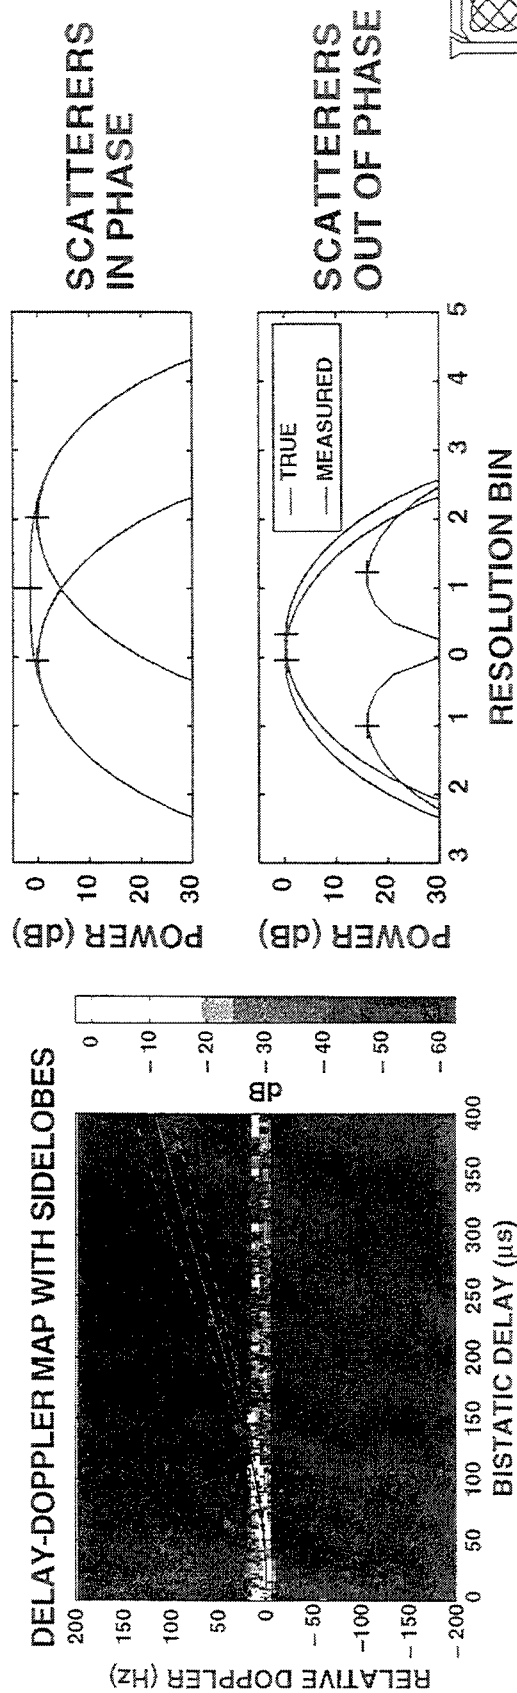 DELAY-DOPPLER MAP WITH SIDELOBES
RELATIVE DOPPLER (Hz)
200
150
100
50
0
- 50
-100
-150
- 200
0 50 100 150 200 250 300 350 400
BISTATIC DELAY (µs)
0
- 10
- 20
- 30
- 40
- 50
- 60
dB
POWER (dB)
0
10
20
30
SCATTERERS
IN PHASE
POWER (dB)
0
10
20
30
TRUE
MEASURED
3 2 1 0 1 2 3 4 5
RESOLUTION BIN
SCATTERERS
OUT OF PHASE